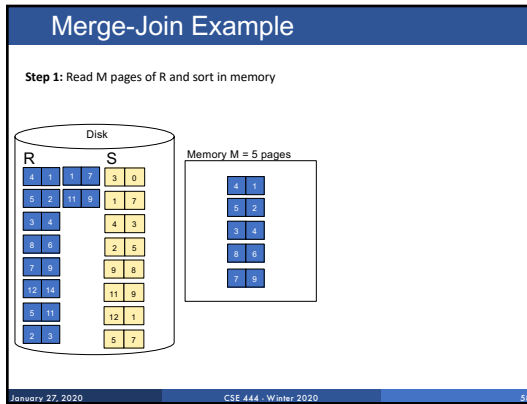 Merge-Join Example
Step 1: Read M pages of R and sort in memory
Disk
R S
Memory M = 5 pages
4 1 1 7 3 0
5 2 11 9 1 7
3 4 4 3
8 6 2 5
7 9 9 8
12 14 11 9
5 11 12 1
2 3 5 7
4 1
5 2
3 4
8 6
7 9
January 27, 2020 CSE 444 - Winter 2020